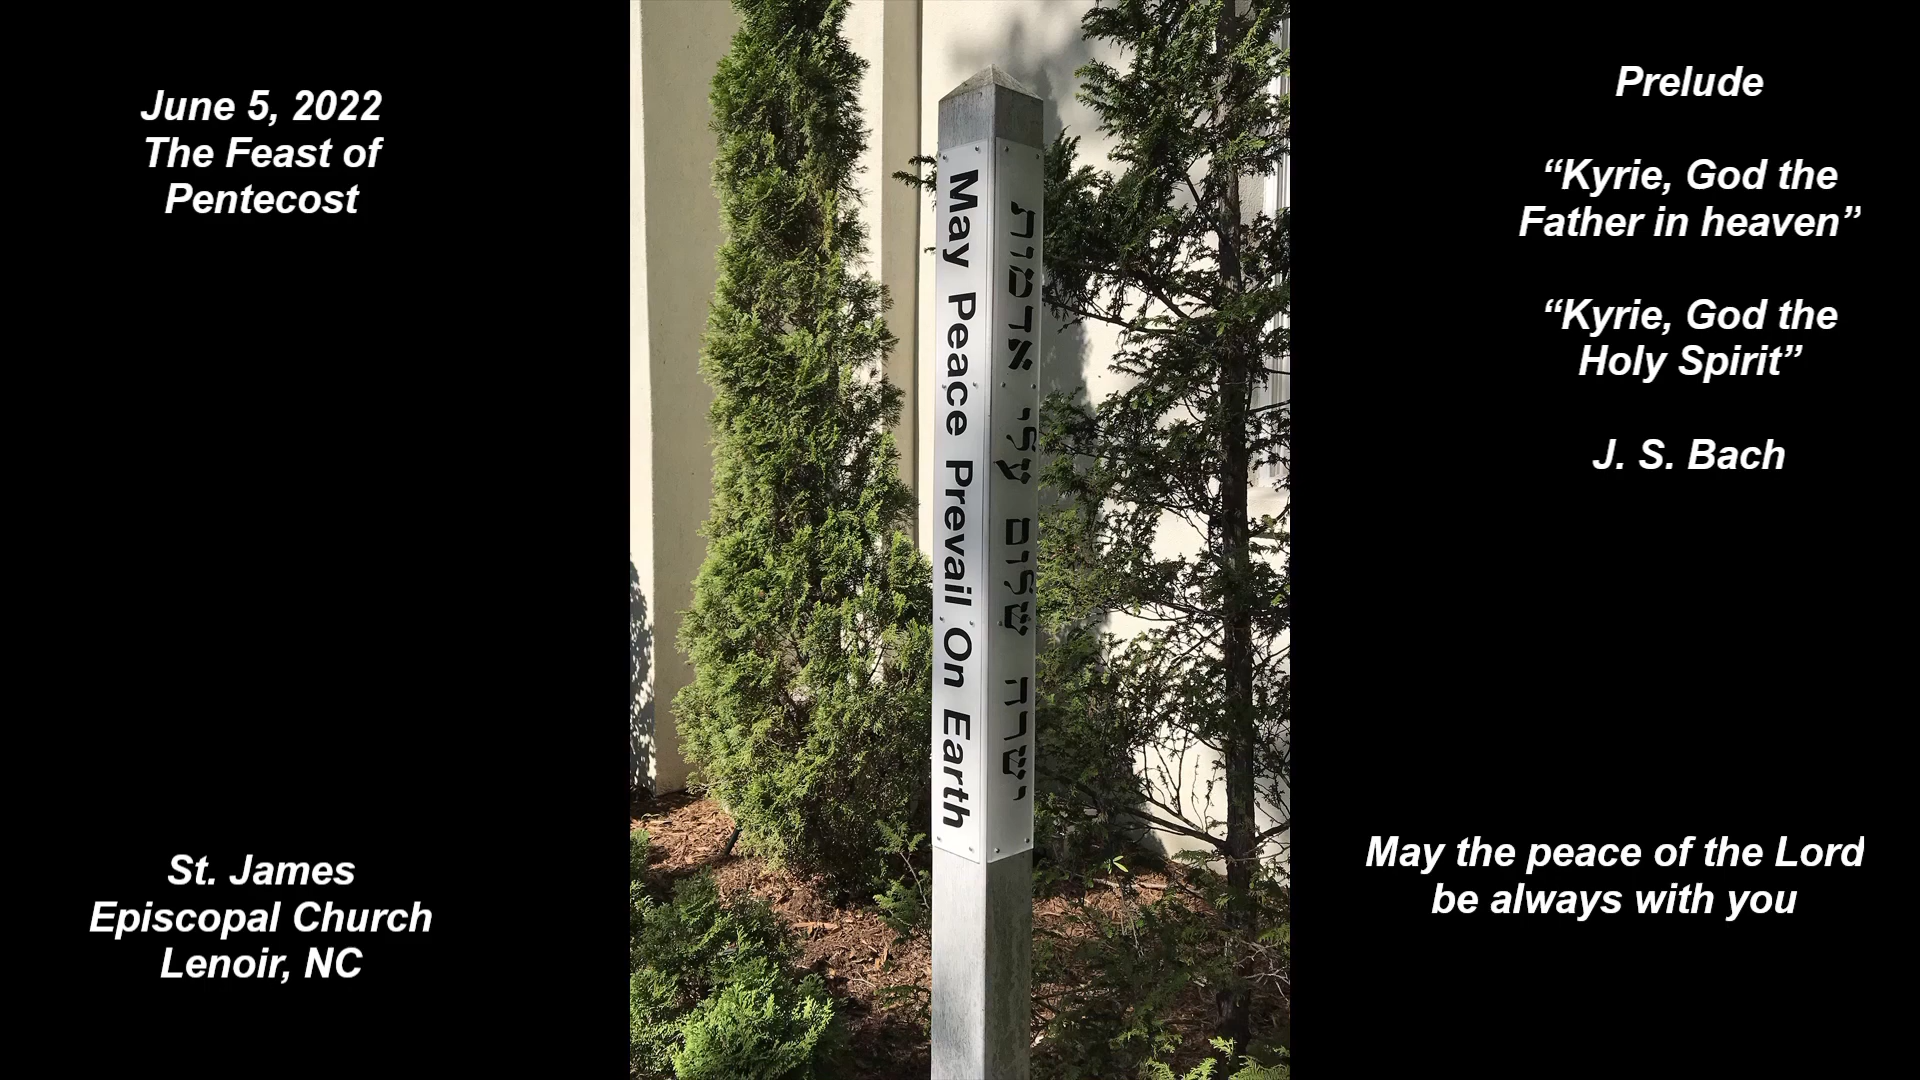 June 5, 2022
The Feast of
Pentecost
St. James
Episcopal Church
Lenoir, NC
May Peace Prevail On Earth
ישרה שלום עלי אדמות
Prelude
“Kyrie, God the
Father in heaven”
“Kyrie, God the
Holy Spirit”
J. S. Bach
May the peace of the Lord
be always with you